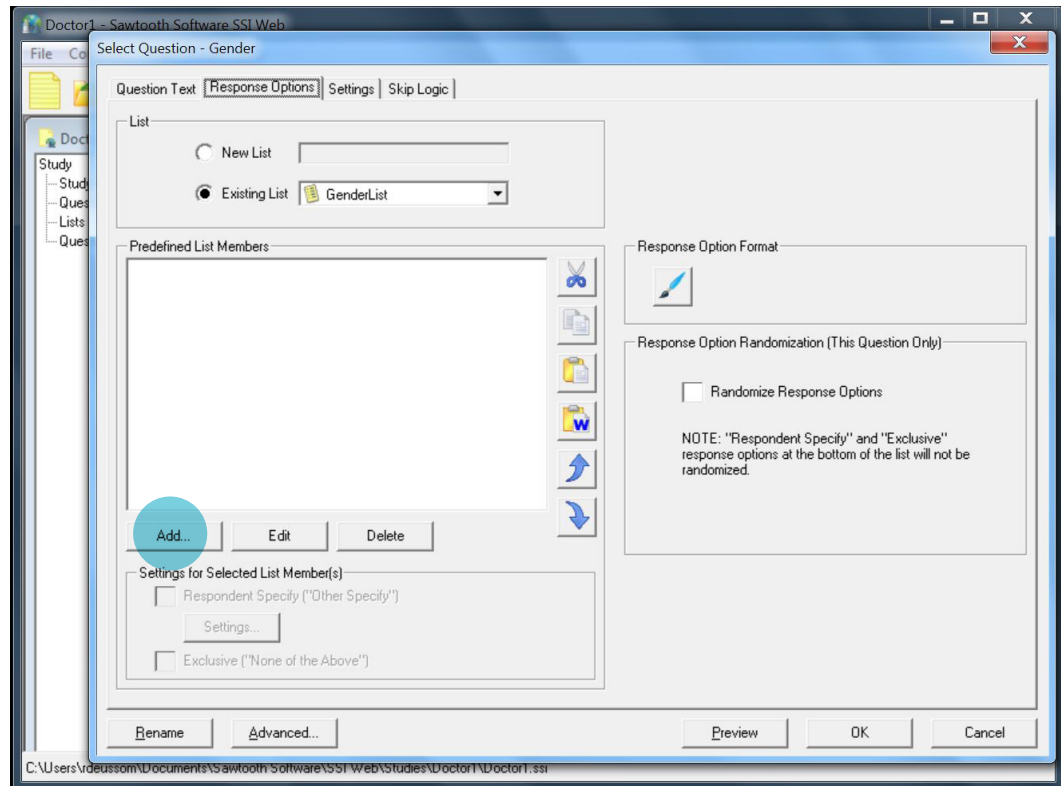 Doctor1 - Sawtooth Software SSI Web
File Co
Select Question - Gender
Question Text Response Options Settings Skip Logic
Doct
Study
Study
Ques
Lists
Ques
List
New List
Existing List GenderList
Predefined List Members
W
Add... Edit Delete
Settings for Selected List Member(s)
Respondent Specify ("Other Specify")
Settings...
Exclusive ("None of the Above")
Response Option Format
Response Option Randomization (This Question Only)
Randomize Response Options
NOTE: "Respondent Specify" and "Exclusive"
response options at the bottom of the list will not be
randomized.
Rename Advanced... Preview OK Cancel
C:\Users\rdeussom\Documents\Sawtooth Software\SSI Web\Studies\Doctor1\Doctor1.ssi